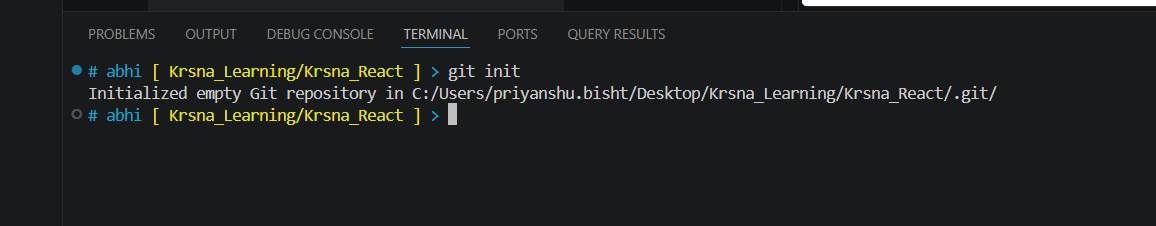 PROBLEMS OUTPUT DEBUG CONSOLE TERMINAL PORTS QUERY RESULTS
# abhi [ Krsna_Learning/Krsna_React ] > git init
Initialized empty Git repository in C:/Users/priyanshu.bisht/Desktop/Krsna_Learning/Krsna_React/.git/
# abhi [ Krsna_Learning/Krsna_React ] >